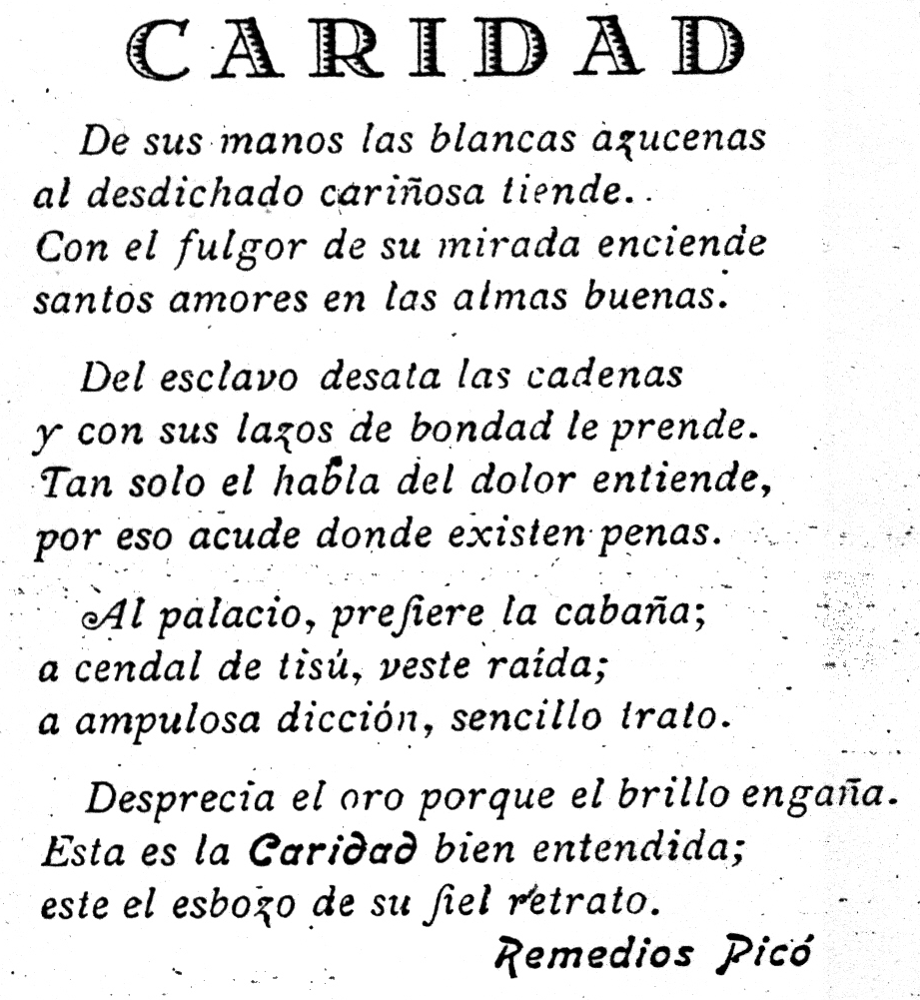 CARIDAD
De sus manos las blancas azucenas
al desdichado cariñosa tiende..
Con el fulgor de su mirada enciende
santos amores en las almas buenas.
Del esclavo desata las cadenas
y con sus lazos de bondad le prende.
Tan solo el habla del dolor entiende,
por eso acude donde existen penas.
Al palacio, prefiere la cabaña;
a cendal de tisú, veste raída;
a ampulosa dicción, sencillo trato.
Desprecia el oro porque el brillo engaña.
Esta es la Caridad bien entendida;
este el esbozo de su fiel retrato.
Remedios Picó